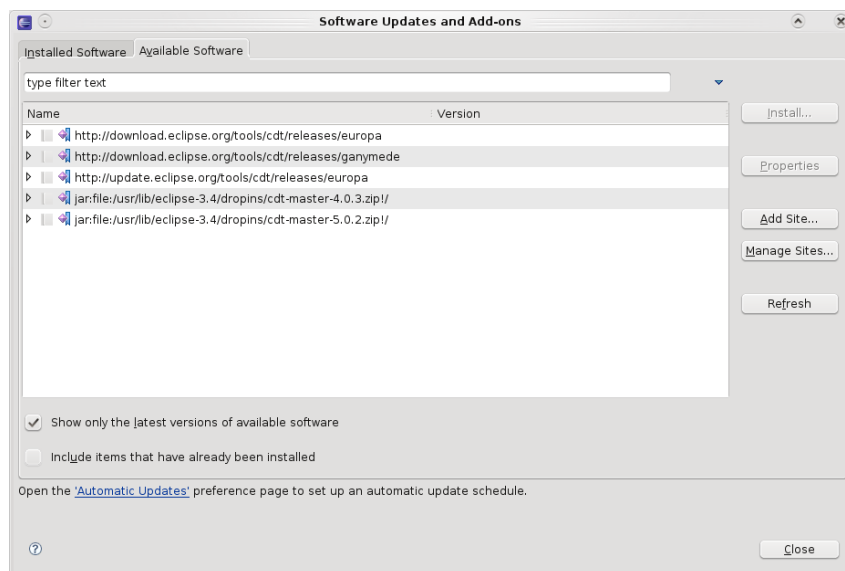 Software Updates and Add-ons
Installed Software Available Software
type filter text
Name Version
http://download.eclipse.org/tools/cdt/releases/europa
http://download.eclipse.org/tools/cdt/releases/ganymede
http://update.eclipse.org/tools/cdt/releases/europa
jar:file:/usr/lib/eclipse-3.4/dropins/cdt-master-4.0.3.zip!/
jar:file:/usr/lib/eclipse-3.4/dropins/cdt-master-5.0.2.zip!/
Install...
Properties
Add Site...
Manage Sites...
Refresh
Show only the latest versions of available software
Include items that have already been installed
Open the 'Automatic Updates' preference page to set up an automatic update schedule.
?
Close